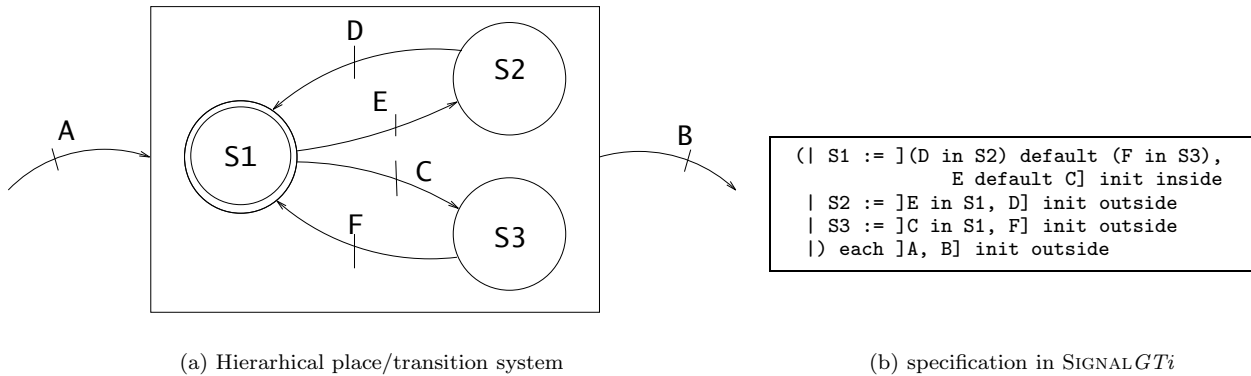 A
D
S2
E
S1
C
F
S3
B
(| S1 := ](D in S2) default (F in S3),
E default C] init inside
| S2 := ]E in S1, D] init outside
| S3 := ]C in S1, F] init outside
|) each ]A, B] init outside
(a) Hierarhical place/transition system
(b) specification in SIGNALGTi